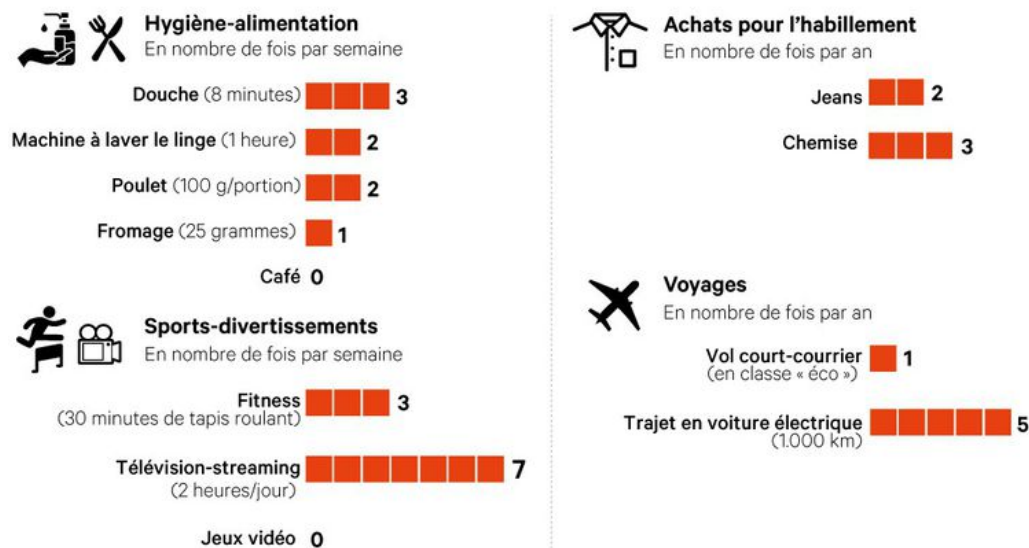 Hygiène-alimentation
En nombre de fois par semaine
Douche (8 minutes) 3
Machine à laver le linge (1 heure) 2
Poulet (100 g/portion) 2
Fromage (25 grammes) 1
Café 0
Sports-divertissements
En nombre de fois par semaine
Fitness 3
(30 minutes de tapis roulant)
Télévision-streaming 7
(2 heures/jour)
Jeux vidéo 0
Achats pour l'habillement
En nombre de fois par an
Jeans 2
Chemise 3
Voyages
En nombre de fois par an
Vol court-courrier 1
(en classe « éco »)
Trajet en voiture électrique 5
(1.000 km)